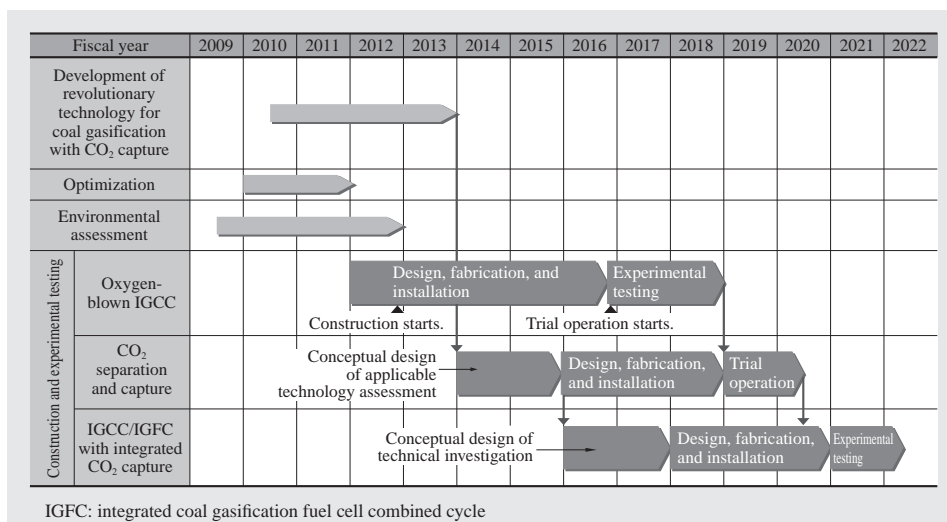 Fiscal year 2009 2010 2011 2012 2013 2014 2015 2016 2017 2018 2019 2020 2021 2022
Development of
revolutionary
technology for
coal gasification
with CO₂ capture
Optimization
Environmental
assessment
Construction and experimental testing
Oxygen-
blown IGCC
Design, fabrication, and
installation
Experimental
testing
Construction starts.
Trial operation starts.
CO₂
separation
and capture
Conceptual design
of applicable
technology assessment
Design, fabrication,
and installation
Trial
operation
IGCC/IGFC
with integrated
CO₂ capture
Conceptual design of
technical investigation
Design, fabrication,
and installation
Experimental
testing
IGFC: integrated coal gasification fuel cell combined cycle